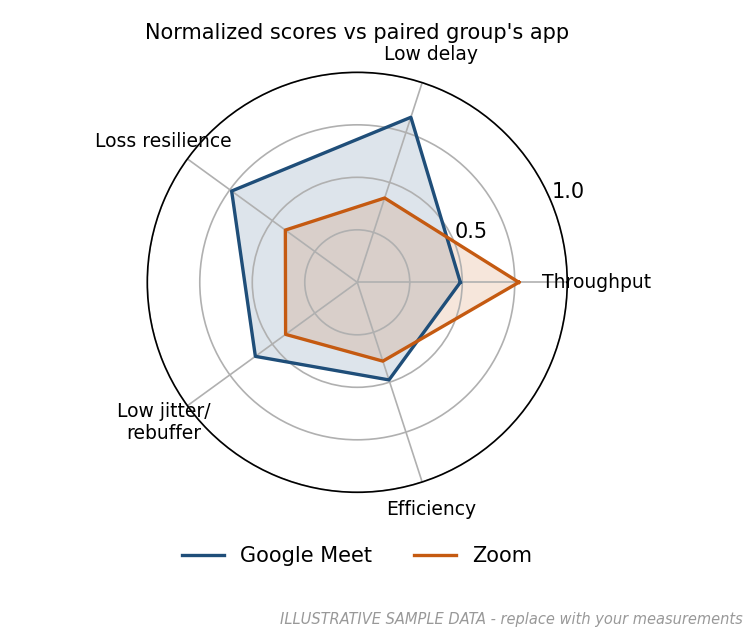 Normalized scores vs paired group's app
Low delay
Loss resilience
1.0
0.5
Throughput
Low jitter/
rebuffer
Efficiency
Google Meet
Zoom
ILLUSTRATIVE SAMPLE DATA - replace with your measurements